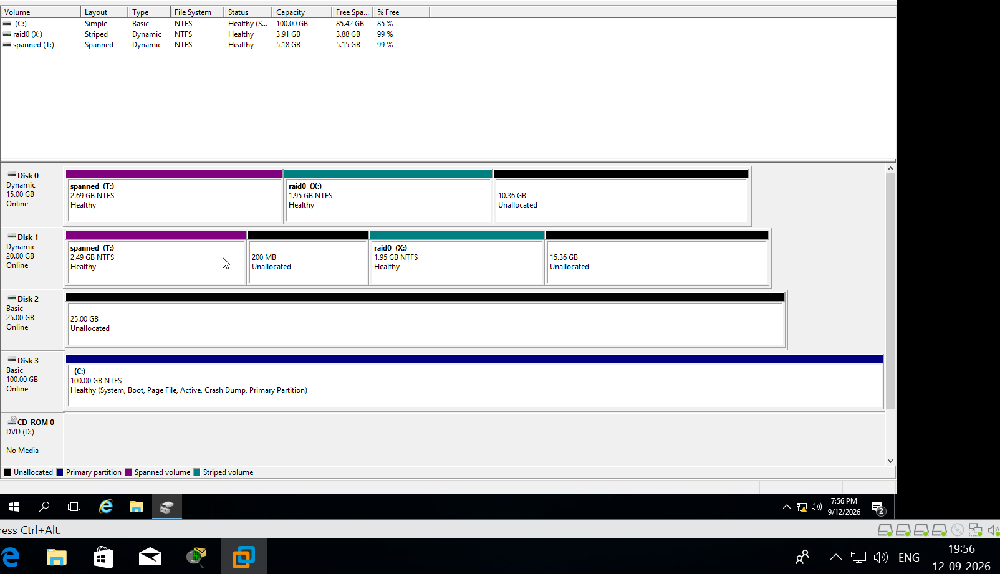 Volume Layout Type File System Status Capacity Free Spa... % Free
(C:) Simple Basic NTFS Healthy (S... 100.00 GB 85.42 GB 85 %
raid0 (X:) Striped Dynamic NTFS Healthy 3.91 GB 3.88 GB 99 %
spanned (T:) Spanned Dynamic NTFS Healthy 5.18 GB 5.15 GB 99 %
Disk 0
Dynamic
15.00 GB
Online
spanned (T:)
2.69 GB NTFS
Healthy
raid0 (X:)
1.95 GB NTFS
Healthy
10.36 GB
Unallocated
Disk 1
Dynamic
20.00 GB
Online
spanned (T:)
2.49 GB NTFS
Healthy
200 MB
Unallocated
raid0 (X:)
1.95 GB NTFS
Healthy
15.36 GB
Unallocated
Disk 2
Basic
25.00 GB
Online
25.00 GB
Unallocated
Disk 3
Basic
100.00 GB
Online
(C:)
100.00 GB NTFS
Healthy (System, Boot, Page File, Active, Crash Dump, Primary Partition)
CD-ROM 0
DVD (D:)
No Media
Unallocated Primary partition Spanned volume Striped volume
7:56 PM
9/12/2026
2
ress Ctrl+Alt.
ENG
19:56
12-09-2026